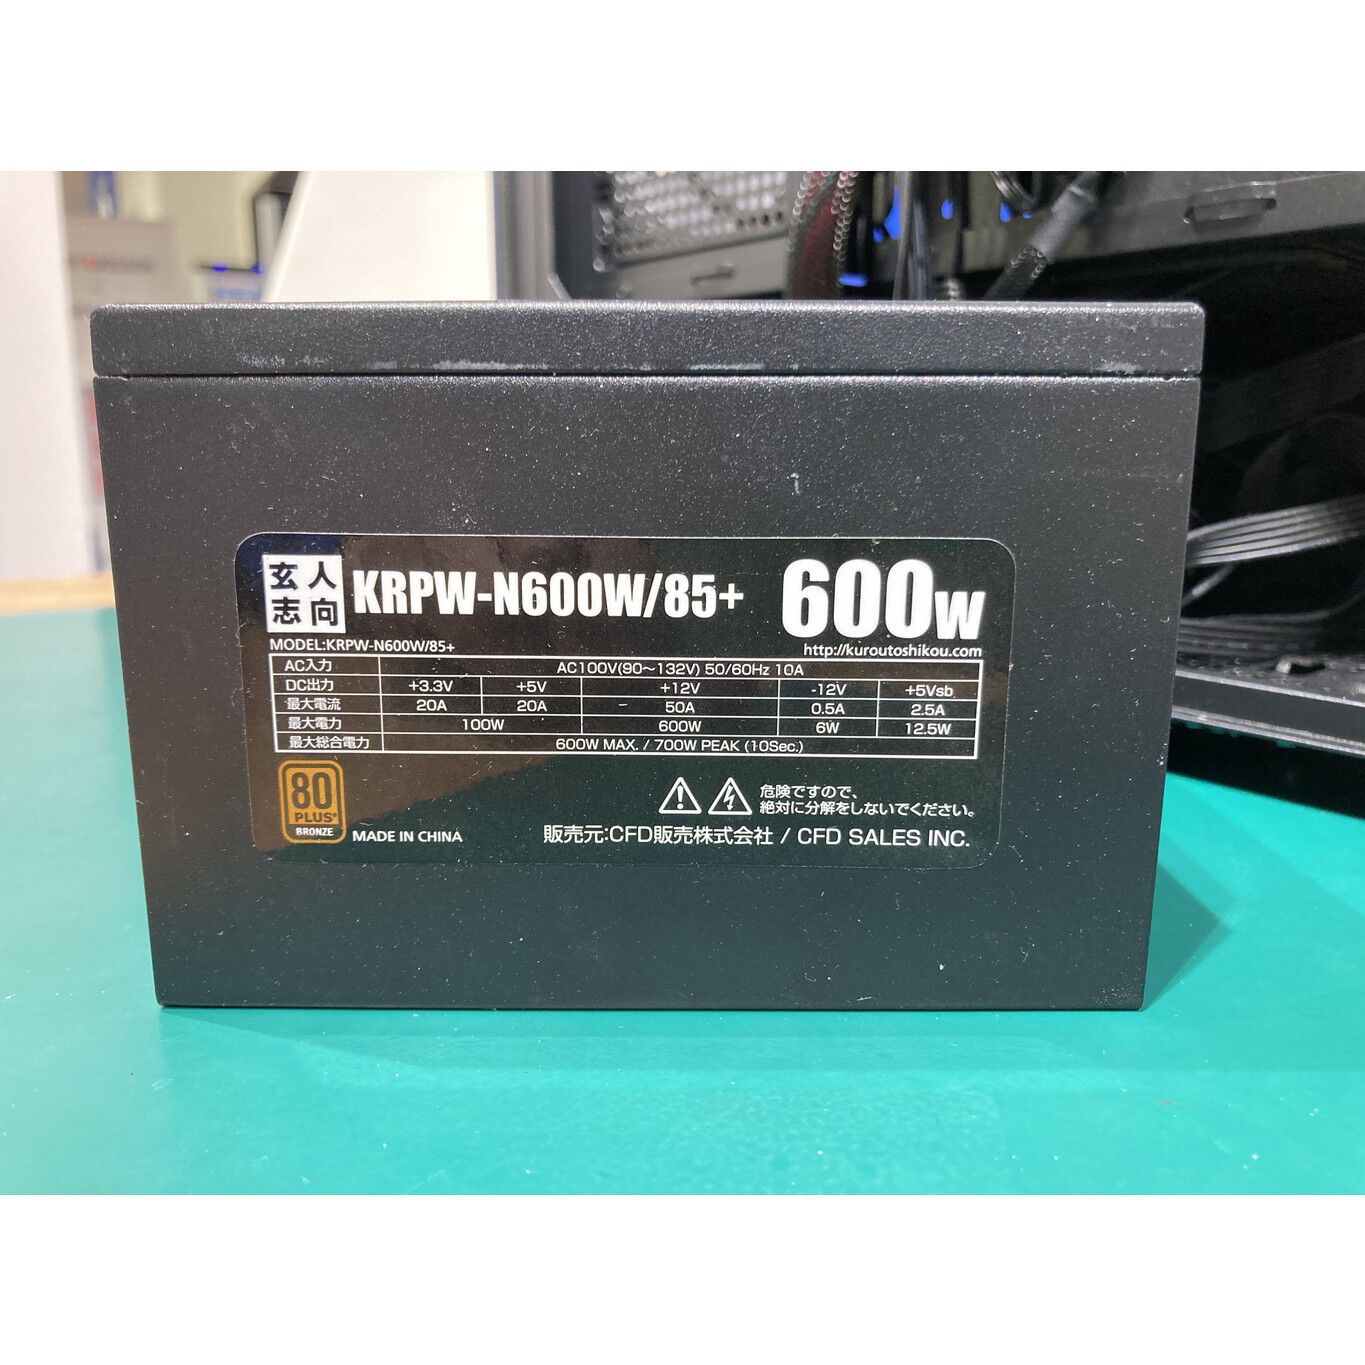 玄人
志向
KRPW-N600W/85+ 600W
MODEL:KRPW-N600W/85+ http://kuroutoshikou.com
AC入力 AC100V(90～132V) 50/60Hz 10A
DC出力 +3.3V +5V +12V -12V +5Vsb
最大電流 20A 20A 50A 0.5A 2.5A
最大電力 100W 600W 6W 12.5W
最大総合電力 600W MAX. / 700W PEAK (10Sec.)
80
PLUS®
BRONZE
MADE IN CHINA
危険ですので、
絶対に分解をしないでください。
販売元:CFD販売株式会社 / CFD SALES INC.